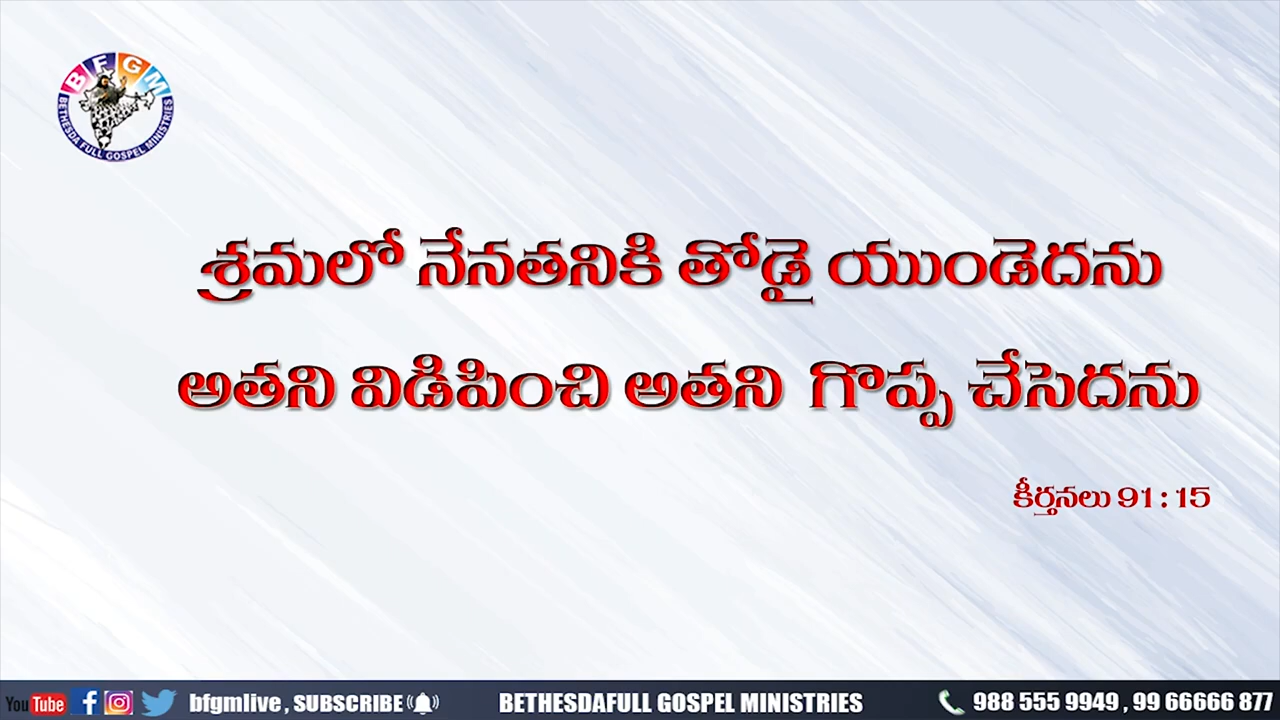 BFGM
BETHESDA FULL GOSPEL MINISTRIES
శ్రమలో నేనతనికి తోడై యుండెదను
అతని విడిపించి అతని గొప్ప చేసెదను
కీర్తనలు 91 : 15
YouTube bfgmlive , SUBSCRIBE BETHESDAFULL GOSPEL MINISTRIES 988 555 9949 , 99 66666 877